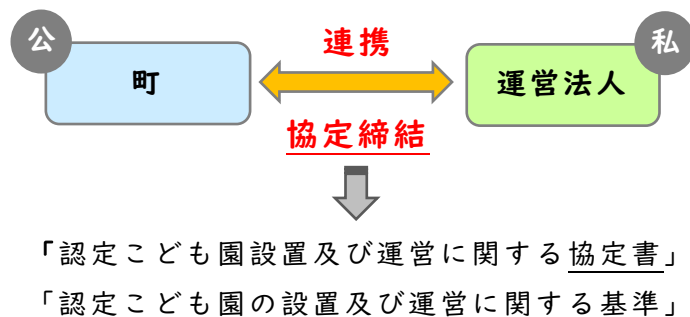 公
私
連携
町
運営法人
協定締結
「認定こども園設置及び運営に関する協定書」
「認定こども園の設置及び運営に関する基準」